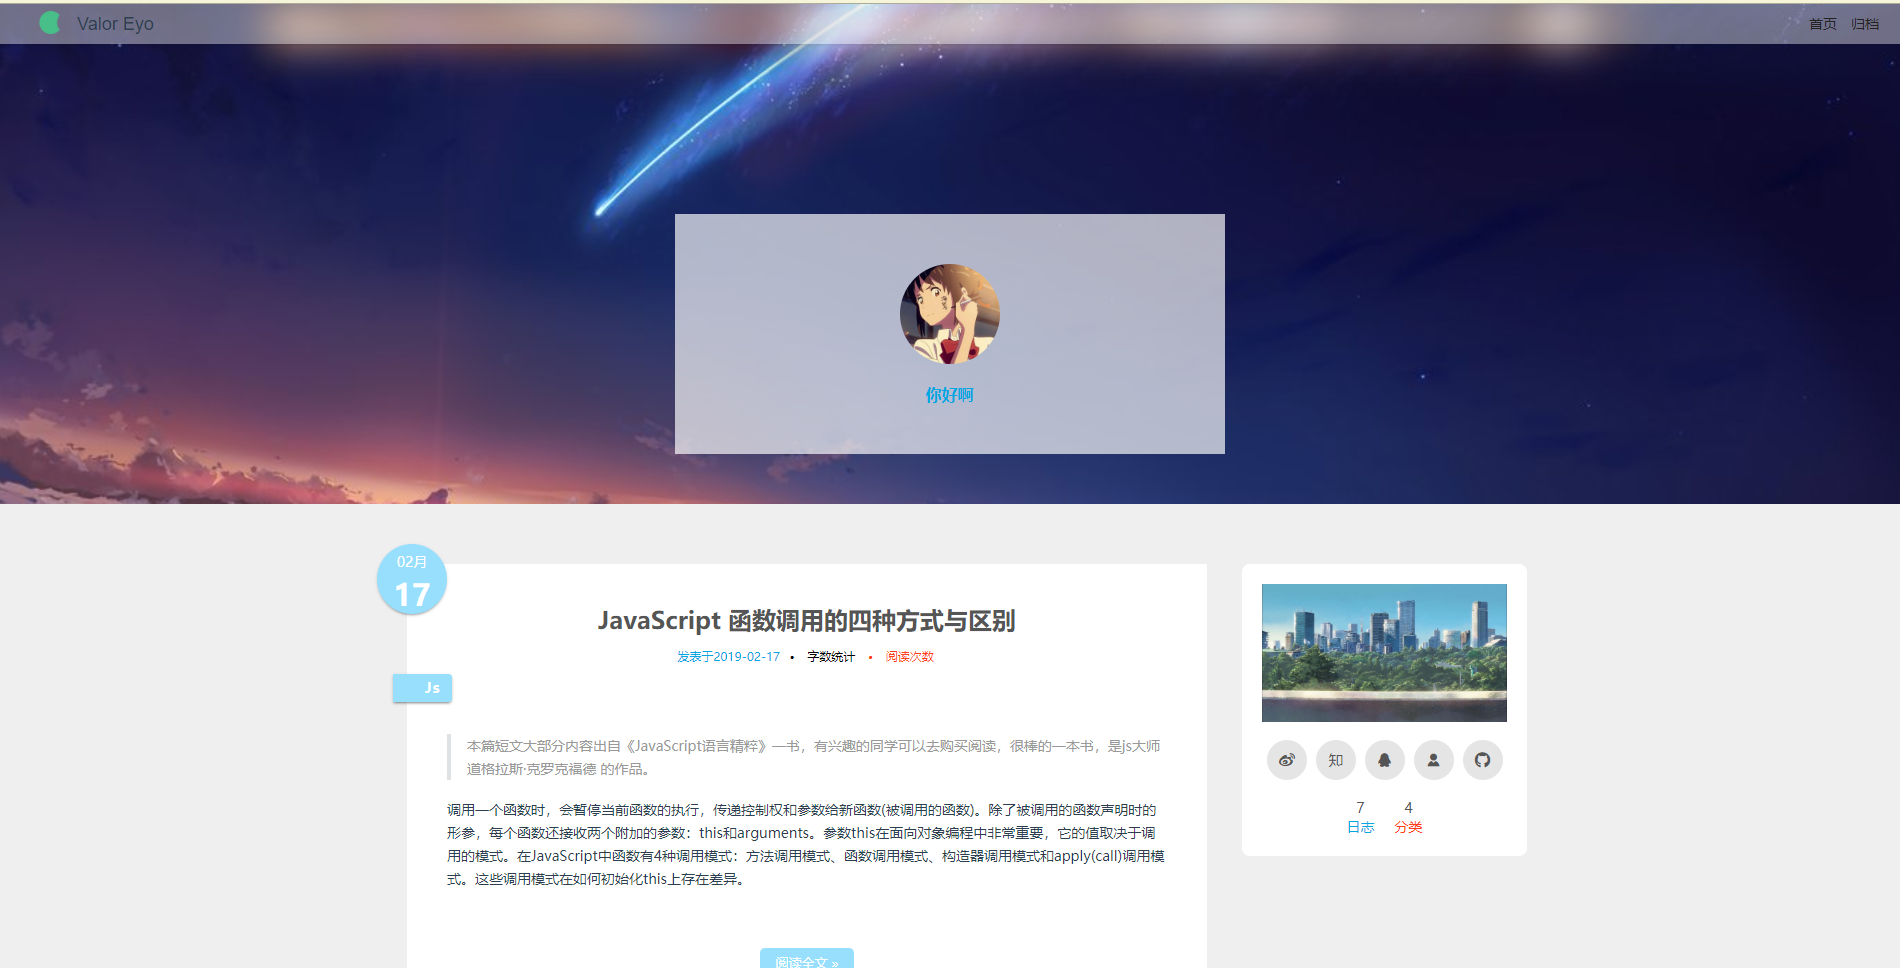 Valor Eyo
首页 归档
你好啊
02月
17
JavaScript 函数调用的四种方式与区别
发表于2019-02-17 • 字数统计 • 阅读次数
Js
本篇短文大部分内容出自《JavaScript语言精粹》一书，有兴趣的同学可以去购买阅读，很棒的一本书，是js大师
道格拉斯·克罗克福德 的作品。
调用一个函数时，会暂停当前函数的执行，传递控制权和参数给新函数(被调用的函数)。除了被调用的函数声明时的
形参，每个函数还接收两个附加的参数：this和arguments。参数this在面向对象编程中非常重要，它的值取决于调
用的模式。在JavaScript中函数有4种调用模式：方法调用模式、函数调用模式、构造器调用模式和apply(call)调用模
式。这些调用模式在如何初始化this上存在差异。
阅读全文 »
知
7 4
日志 分类